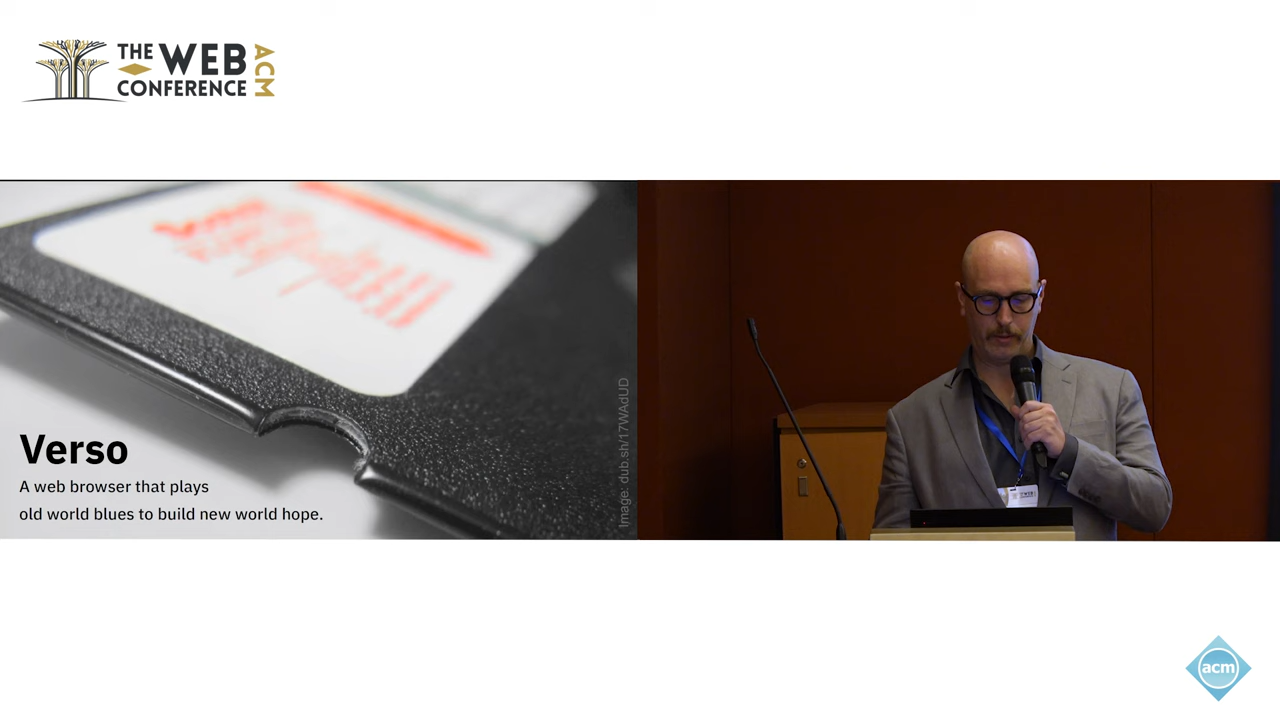 THE WEB
CONFERENCE
ACM
Verso
A web browser that plays
old world blues to build new world hope.
Image: dub.sh/17WAdUD
acm